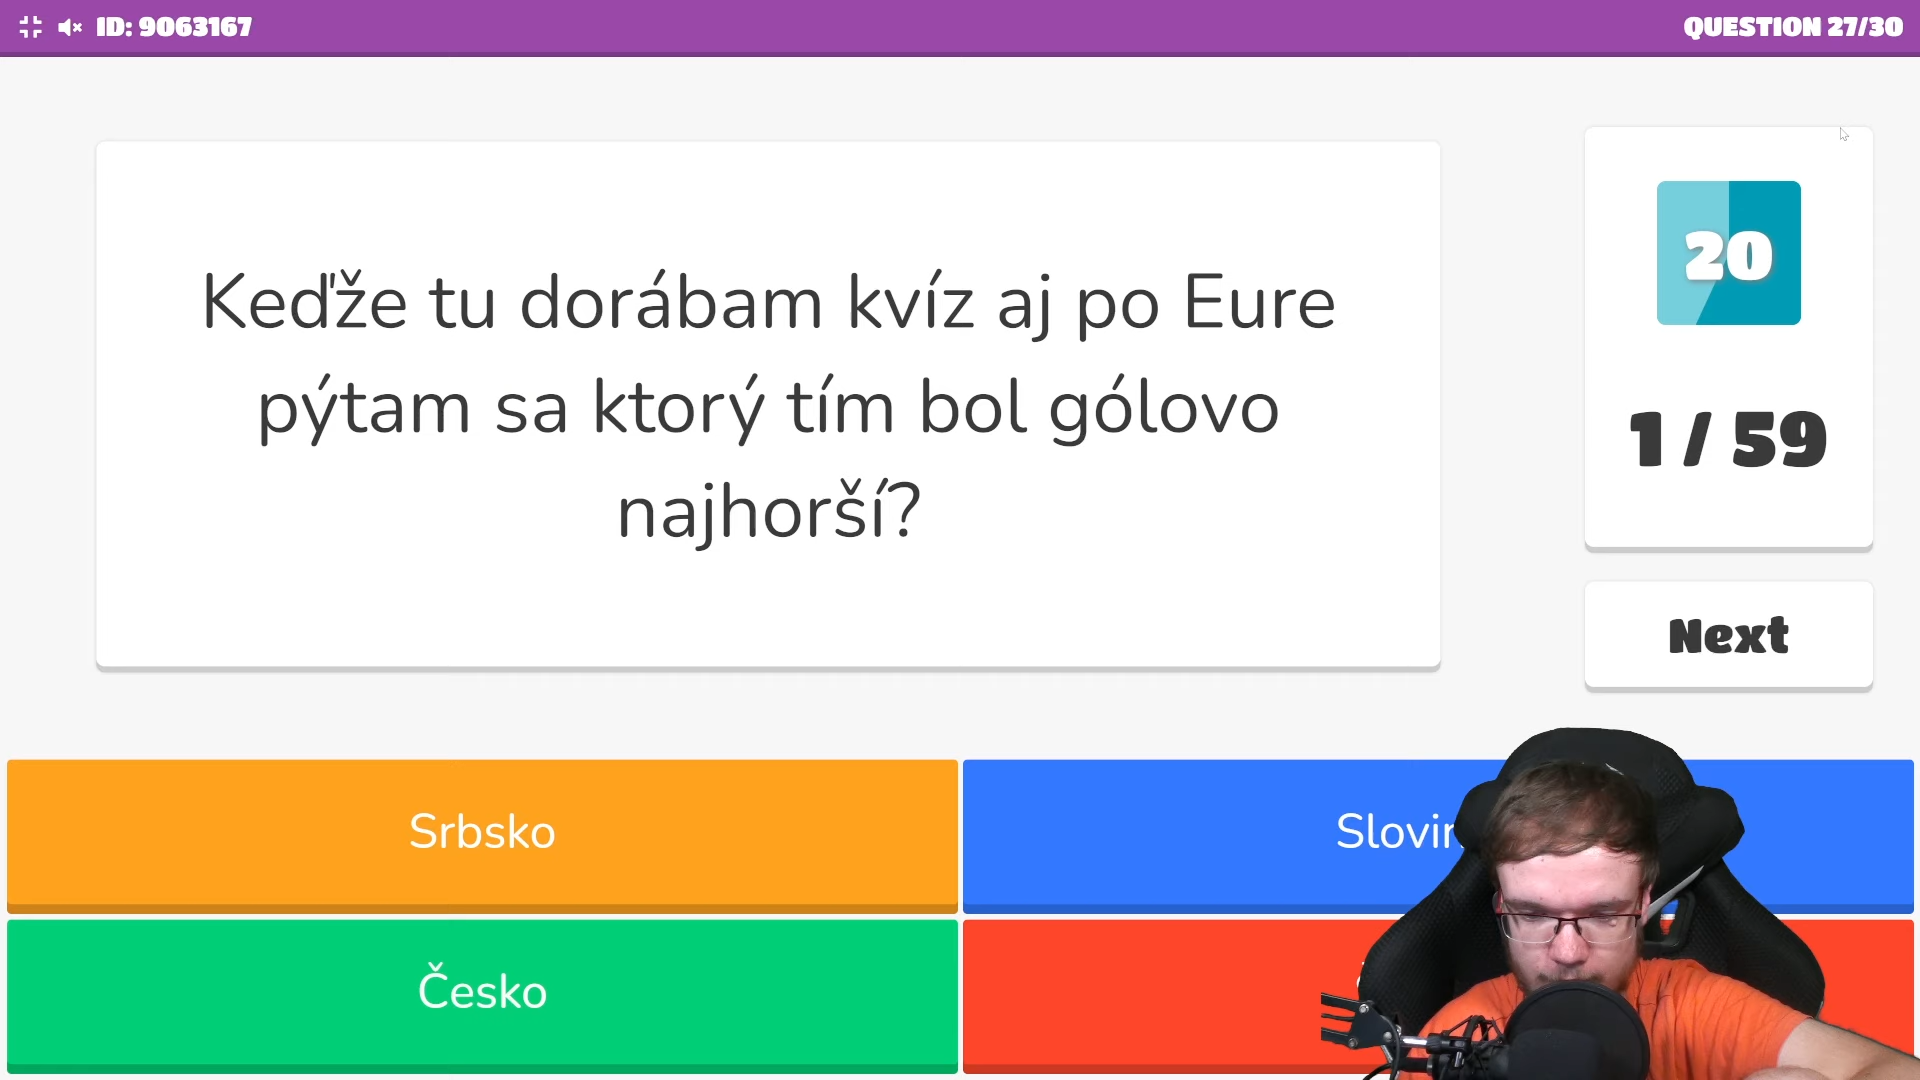 ID: 9063167
QUESTION 27/30
Keďže tu dorábam kvíz aj po Eure
pýtam sa ktorý tím bol gólovo
najhorší?
20
1 / 59
Next
Srbsko
Česko